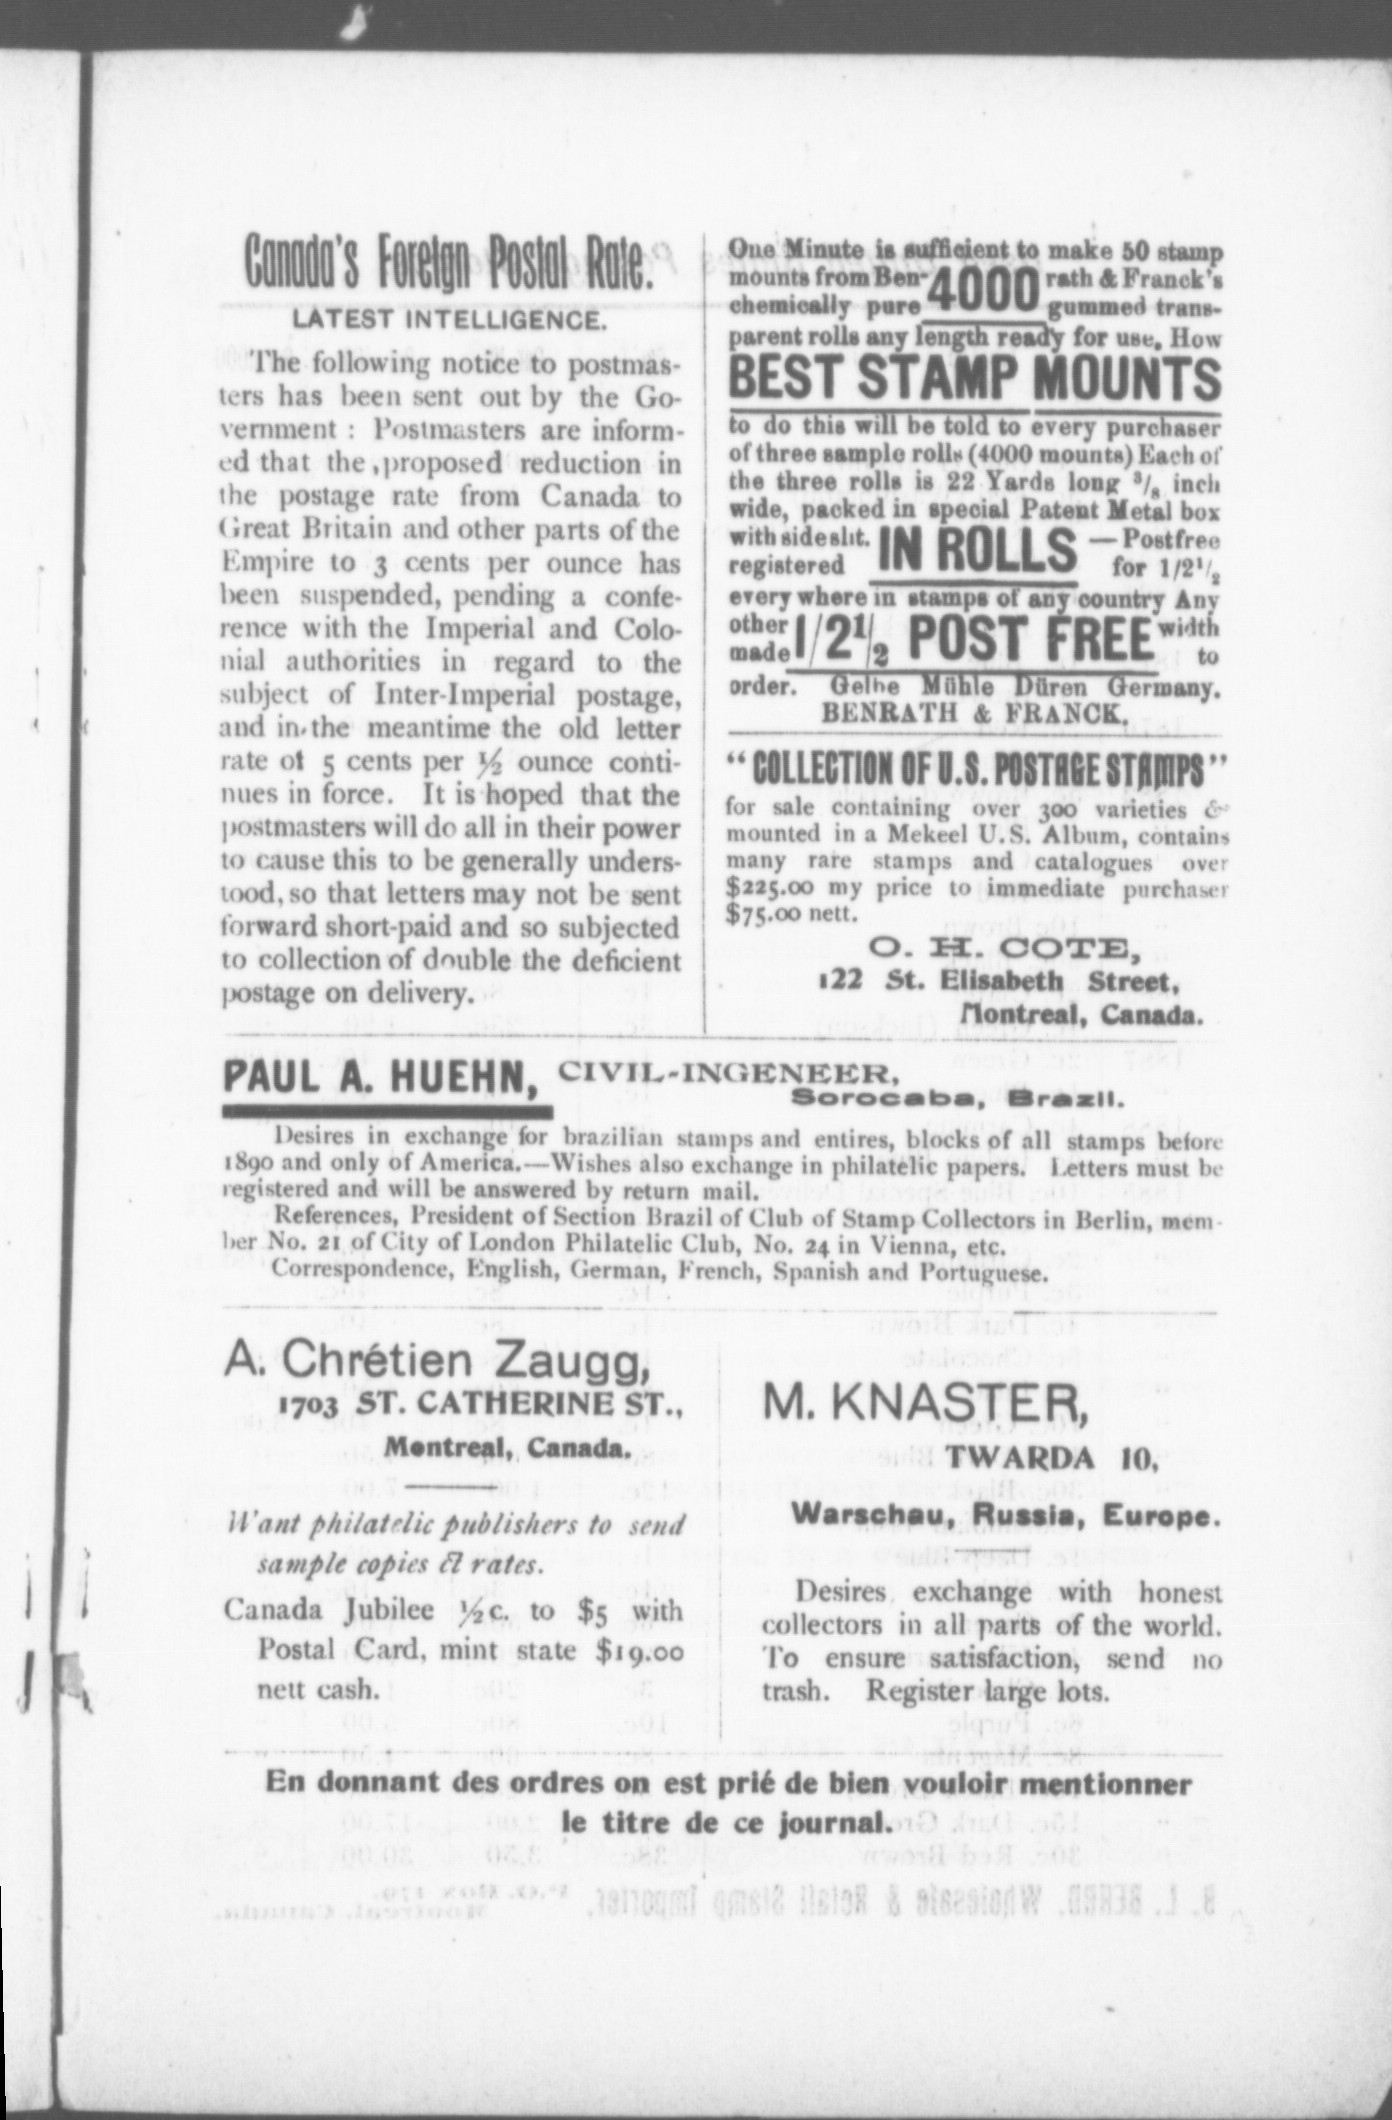 Canada's Foreign Postal Rate.
LATEST INTELLIGENCE.
The following notice to postmas-
ters has been sent out by the Go-
vernment : Postmasters are inform-
ed that the ,proposed reduction in
the postage rate from Canada to
Great Britain and other parts of the
Empire to 3 cents per ounce has
been suspended, pending a confe-
rence with the Imperial and Colo-
nial authorities in regard to the
subject of Inter-Imperial postage,
and in the meantime the old letter
rate of 5 cents per ½ ounce conti-
nues in force. It is hoped that the
postmasters will do all in their power
to cause this to be generally unders-
tood, so that letters may not be sent
forward short-paid and so subjected
to collection of double the deficient
postage on delivery.
One Minute is sufficient to make 50 stamp
mounts from Ben- 4000 rath & Franck's
chemically pure gummed trans-
parent rolls any length ready for use. How
BEST STAMP MOUNTS
to do this will be told to every purchaser
of three sample rolls (4000 mounts) Each of
the three rolls is 22 Yards long 3/8 inch
wide, packed in special Patent Metal box
with side slit. IN ROLLS — Postfree
registered for 1/2½
every where in stamps of any country Any
other 1/2½ POST FREE width
made to
order. Gelbe Mühle Düren Germany.
BENRATH & FRANCK.
"COLLECTION OF U.S. POSTAGE STAMPS"
for sale containing over 300 varieties &
mounted in a Mekeel U.S. Album, contains
many rare stamps and catalogues over
$225.00 my price to immediate purchaser
$75.00 nett.
O. H. COTE,
122 St. Elisabeth Street,
Montreal, Canada.
PAUL A. HUEHN, CIVIL-INGENEER,
Sorocaba, Brazil.
Desires in exchange for brazilian stamps and entires, blocks of all stamps before
1890 and only of America.—Wishes also exchange in philatelic papers. Letters must be
registered and will be answered by return mail.
References, President of Section Brazil of Club of Stamp Collectors in Berlin, mem-
ber No. 21 of City of London Philatelic Club, No. 24 in Vienna, etc.
Correspondence, English, German, French, Spanish and Portuguese.
A. Chrétien Zaugg,
1703 ST. CATHERINE ST.,
Montreal, Canada.
Want philatelic publishers to send
sample copies & rates.
Canada Jubilee ½c. to $5 with
Postal Card, mint state $19.00
nett cash.
M. KNASTER,
TWARDA 10,
Warschau, Russia, Europe.
Desires exchange with honest
collectors in all parts of the world.
To ensure satisfaction, send no
trash. Register large lots.
En donnant des ordres on est prié de bien vouloir mentionner
le titre de ce journal.